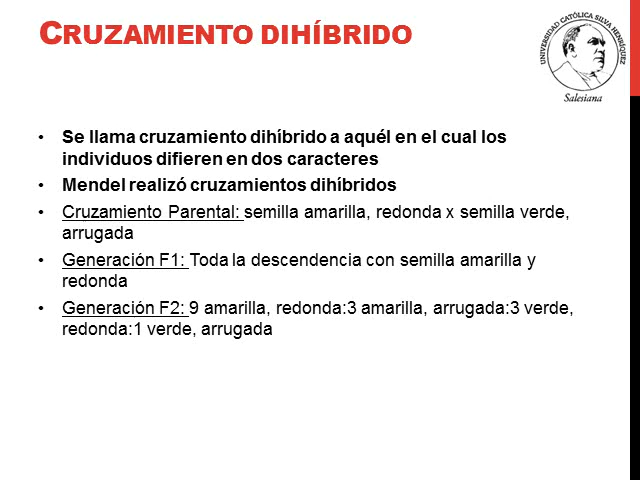 CRUZAMIENTO DIHÍBRIDO
UNIVERSIDAD CATÓLICA SILVA HENRÍQUEZ
Salesiana
• Se llama cruzamiento dihíbrido a aquél en el cual los
individuos difieren en dos caracteres
• Mendel realizó cruzamientos dihíbridos
• Cruzamiento Parental: semilla amarilla, redonda x semilla verde,
arrugada
• Generación F1: Toda la descendencia con semilla amarilla y
redonda
• Generación F2: 9 amarilla, redonda:3 amarilla, arrugada:3 verde,
redonda:1 verde, arrugada